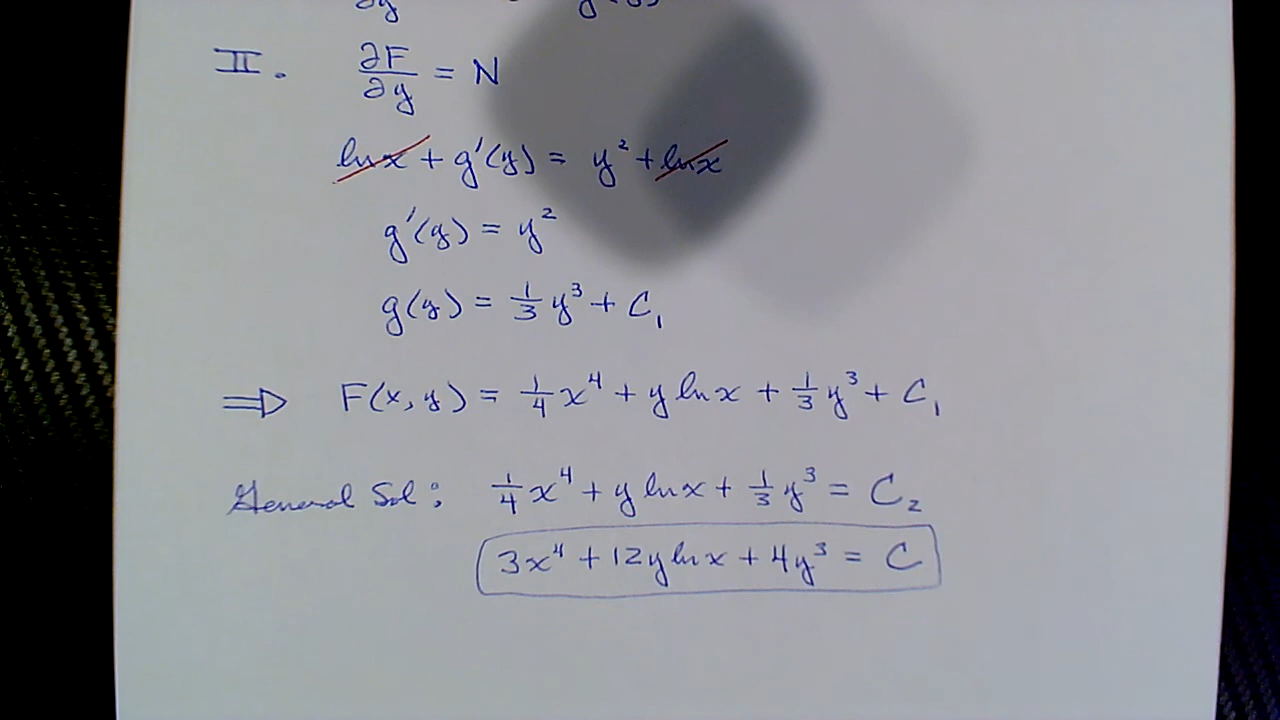 II. ∂F/∂y = N
ln x + g'(y) = y² + ln x
g'(y) = y²
g(y) = 1/3 y³ + C₁
⇒ F(x, y) = 1/4 x⁴ + y ln x + 1/3 y³ + C₁
General Sol: 1/4 x⁴ + y ln x + 1/3 y³ = C₂
3x⁴ + 12y ln x + 4y³ = C